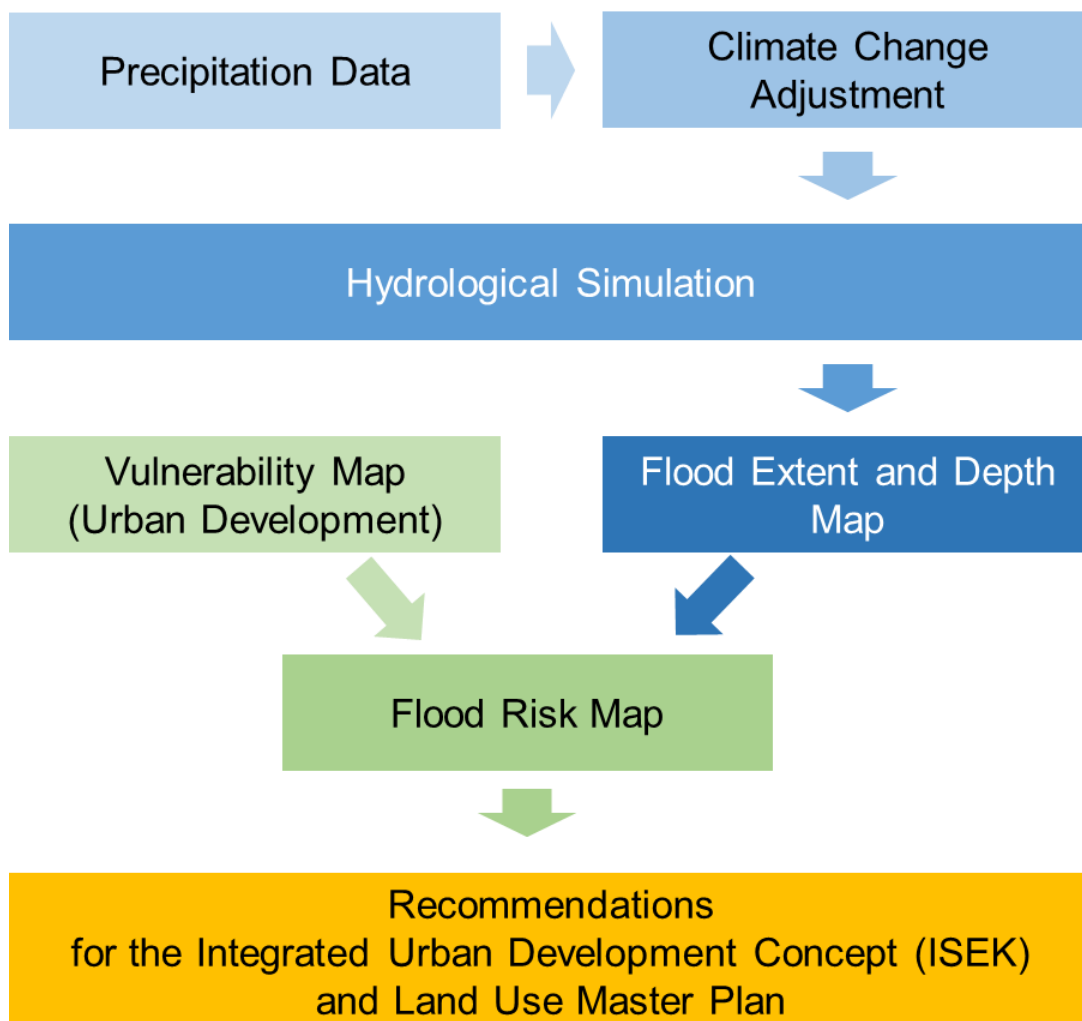 Precipitation Data
Climate Change
Adjustment
Hydrological Simulation
Vulnerability Map
(Urban Development)
Flood Extent and Depth
Map
Flood Risk Map
Recommendations
for the Integrated Urban Development Concept (ISEK)
and Land Use Master Plan